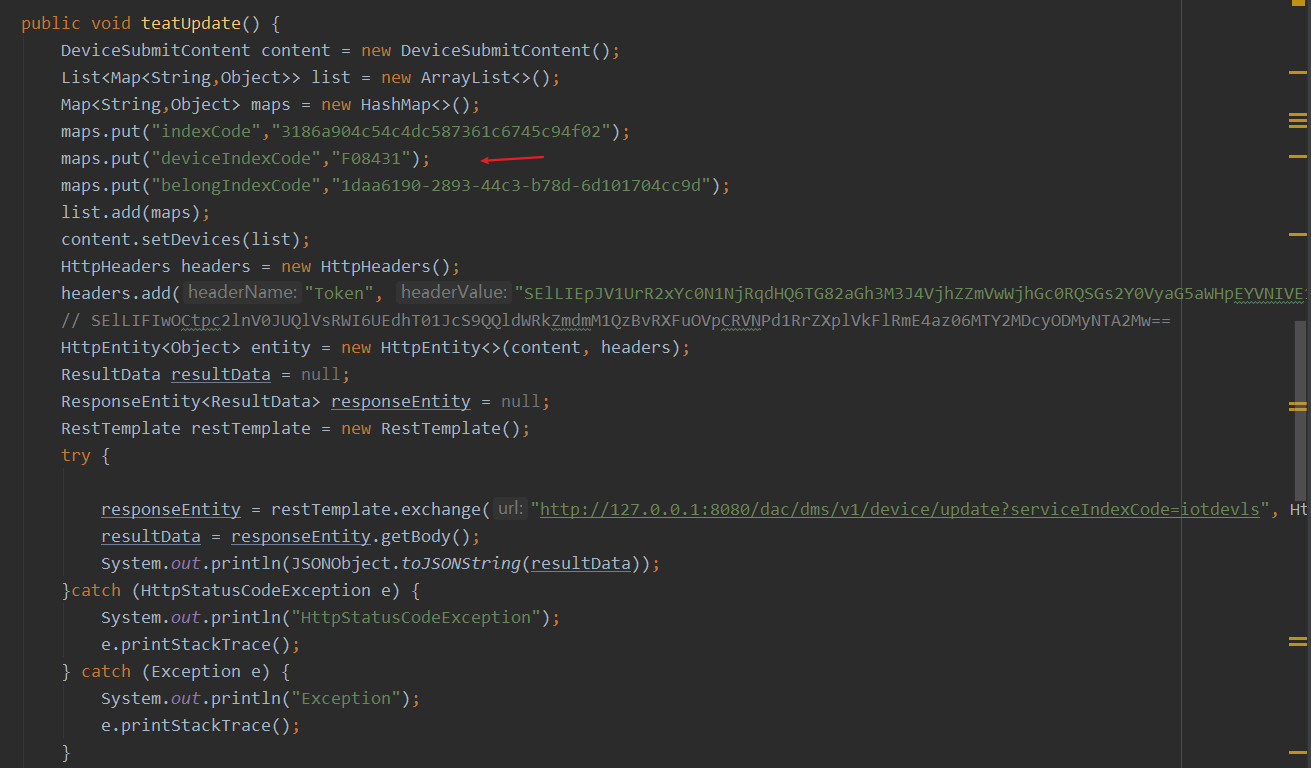 public void teatUpdate() {
DeviceSubmitContent content = new DeviceSubmitContent();
List<Map<String,Object>> list = new ArrayList<>();
Map<String,Object> maps = new HashMap<>();
maps.put("indexCode","3186a904c54c4dc587361c6745c94f02");
maps.put("deviceIndexCode","F08431");
maps.put("belongIndexCode","1daa6190-2893-44c3-b78d-6d101704cc9d");
list.add(maps);
content.setDevices(list);
HttpHeaders headers = new HttpHeaders();
headers.add( headerName: "Token", headerValue: "SElLIEpJV1UrR2xYc0N1NjRqdHQ6TG82aGh3M3J4VjhZZmVwWjhGc0RQSGs2Y0VyaG5aWHpEYVNIVE1
// SElLIFIwOCtpc2lnV0JUQlVsRWI6UEdhT01JcS9QQldWRkZmdmM1QzBvRXFuOVpCRVNPd1RrZXplVkFlRmE4az06MTY2MDcyODMyNTA2Mw==
HttpEntity<Object> entity = new HttpEntity<>(content, headers);
ResultData resultData = null;
ResponseEntity<ResultData> responseEntity = null;
RestTemplate restTemplate = new RestTemplate();
try {
responseEntity = restTemplate.exchange( url: "http://127.0.0.1:8080/dac/dms/v1/device/update?serviceIndexCode=iotdevls", Ht
resultData = responseEntity.getBody();
System.out.println(JSONObject.toJSONString(resultData));
}catch (HttpStatusCodeException e) {
System.out.println("HttpStatusCodeException");
e.printStackTrace();
} catch (Exception e) {
System.out.println("Exception");
e.printStackTrace();
}